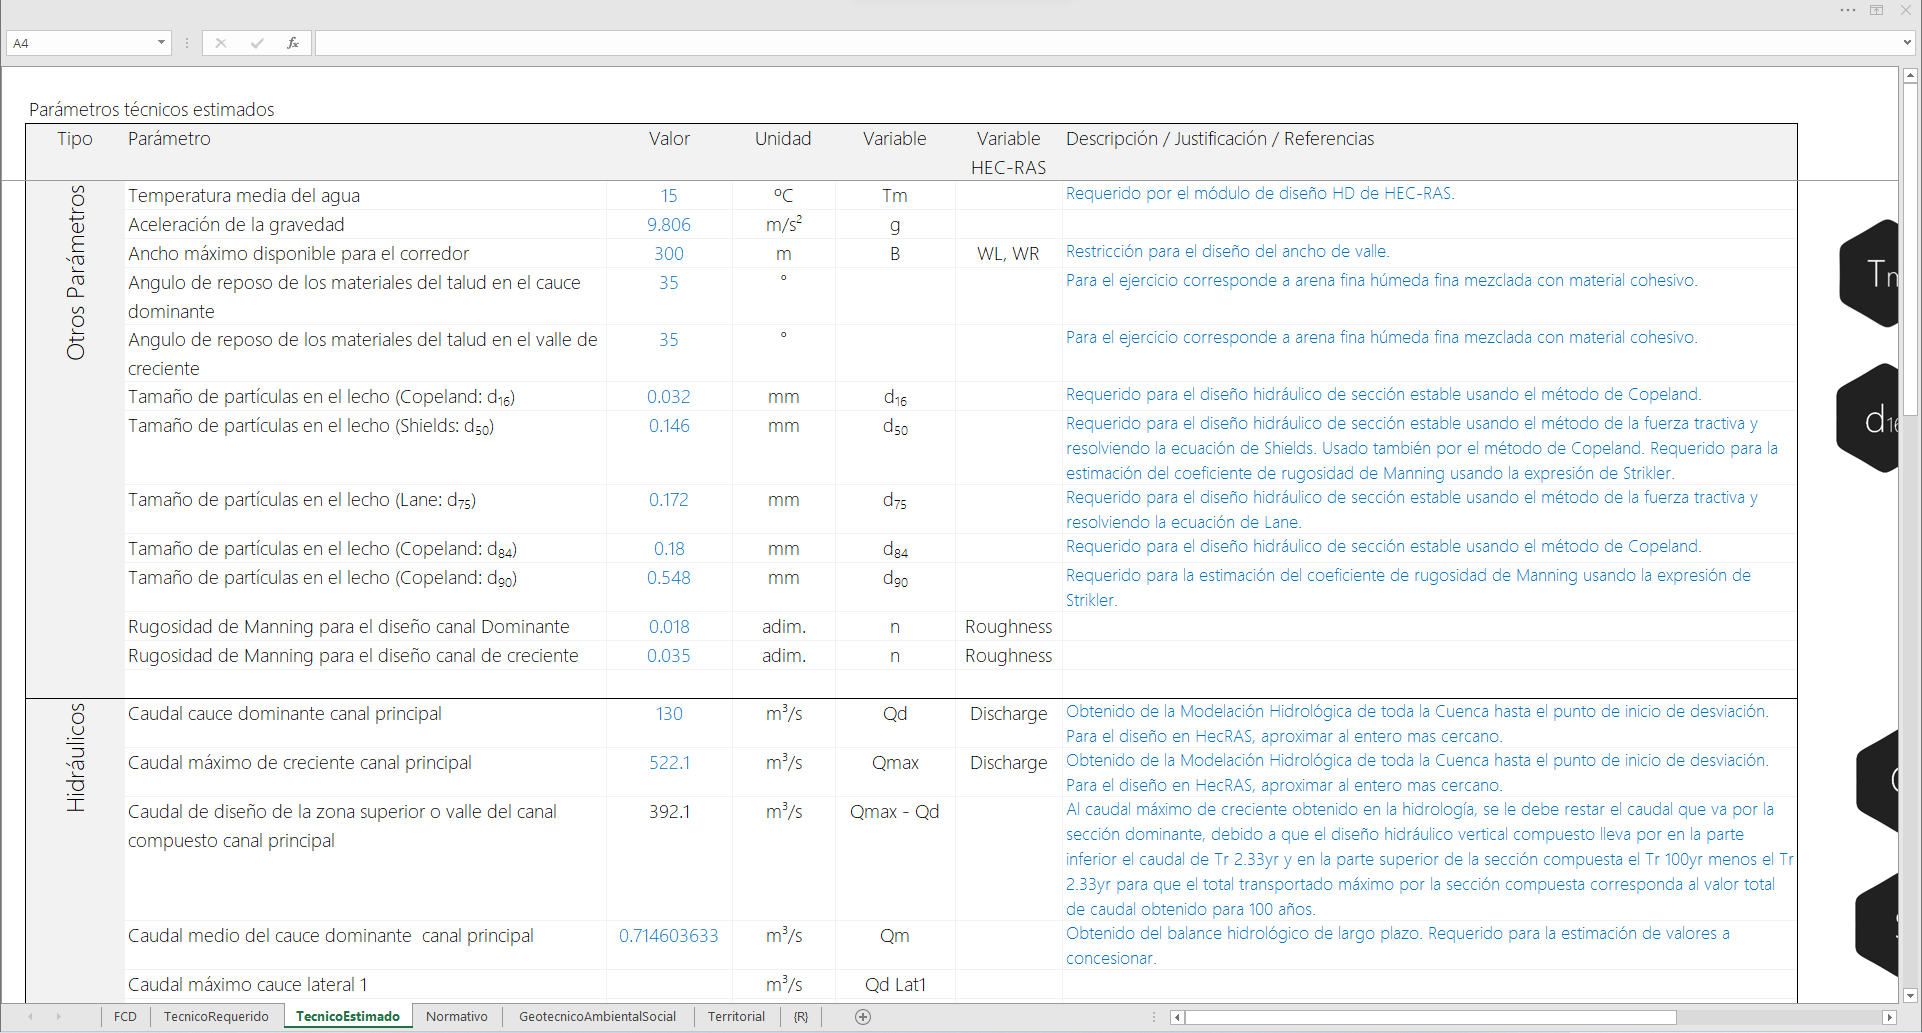 A4
fx
Parámetros técnicos estimados
Tipo Parámetro Valor Unidad Variable Variable HEC-RAS Descripción / Justificación / Referencias
Otros Parámetros
Temperatura media del agua 15 ºC Tm Requerido por el módulo de diseño HD de HEC-RAS.
Aceleración de la gravedad 9.806 m/s² g
Ancho máximo disponible para el corredor 300 m B WL, WR Restricción para el diseño del ancho de valle.
Angulo de reposo de los materiales del talud en el cauce 35 ° Para el ejercicio corresponde a arena fina húmeda fina mezclada con material cohesivo.
dominante
Angulo de reposo de los materiales del talud en el valle de 35 ° Para el ejercicio corresponde a arena fina húmeda fina mezclada con material cohesivo.
creciente
Tamaño de partículas en el lecho (Copeland: d16) 0.032 mm d16 Requerido para el diseño hidráulico de sección estable usando el método de Copeland.
Tamaño de partículas en el lecho (Shields: d50) 0.146 mm d50 Requerido para el diseño hidráulico de sección estable usando el método de la fuerza tractiva y
resolviendo la ecuación de Shields. Usado también por el método de Copeland. Requerido para la
estimación del coeficiente de rugosidad de Manning usando la expresión de Strikler.
Tamaño de partículas en el lecho (Lane: d75) 0.172 mm d75 Requerido para el diseño hidráulico de sección estable usando el método de la fuerza tractiva y
resolviendo la ecuación de Lane.
Tamaño de partículas en el lecho (Copeland: d84) 0.18 mm d84 Requerido para el diseño hidráulico de sección estable usando el método de Copeland.
Tamaño de partículas en el lecho (Copeland: d90) 0.548 mm d90 Requerido para la estimación del coeficiente de rugosidad de Manning usando la expresión de
Strikler.
Rugosidad de Manning para el diseño canal Dominante 0.018 adim. n Roughness
Rugosidad de Manning para el diseño canal de creciente 0.035 adim. n Roughness
Hidráulicos
Caudal cauce dominante canal principal 130 m³/s Qd Discharge Obtenido de la Modelación Hidrológica de toda la Cuenca hasta el punto de inicio de desviación.
Para el diseño en HecRAS, aproximar al entero mas cercano.
Caudal máximo de creciente canal principal 522.1 m³/s Qmax Discharge Obtenido de la Modelación Hidrológica de toda la Cuenca hasta el punto de inicio de desviación.
Para el diseño en HecRAS, aproximar al entero mas cercano.
Caudal de diseño de la zona superior o valle del canal 392.1 m³/s Qmax - Qd Al caudal máximo de creciente obtenido en la hidrología, se le debe restar el caudal que va por la
compuesto canal principal sección dominante, debido a que el diseño hidráulico vertical compuesto lleva por en la parte
inferior el caudal de Tr 2.33yr y en la parte superior de la sección compuesta el Tr 100yr menos el Tr
2.33yr para que el total transportado máximo por la sección compuesta corresponda al valor total
de caudal obtenido para 100 años.
Caudal medio del cauce dominante  canal principal 0.714603633 m³/s Qm Obtenido del balance hidrológico de largo plazo. Requerido para la estimación de valores a
concesionar.
Caudal máximo cauce lateral 1 m³/s Qd Lat1
d16
FCD TecnicoRequerido TecnicoEstimado Normativo GeotecnicoAmbientalSocial Territorial {R}